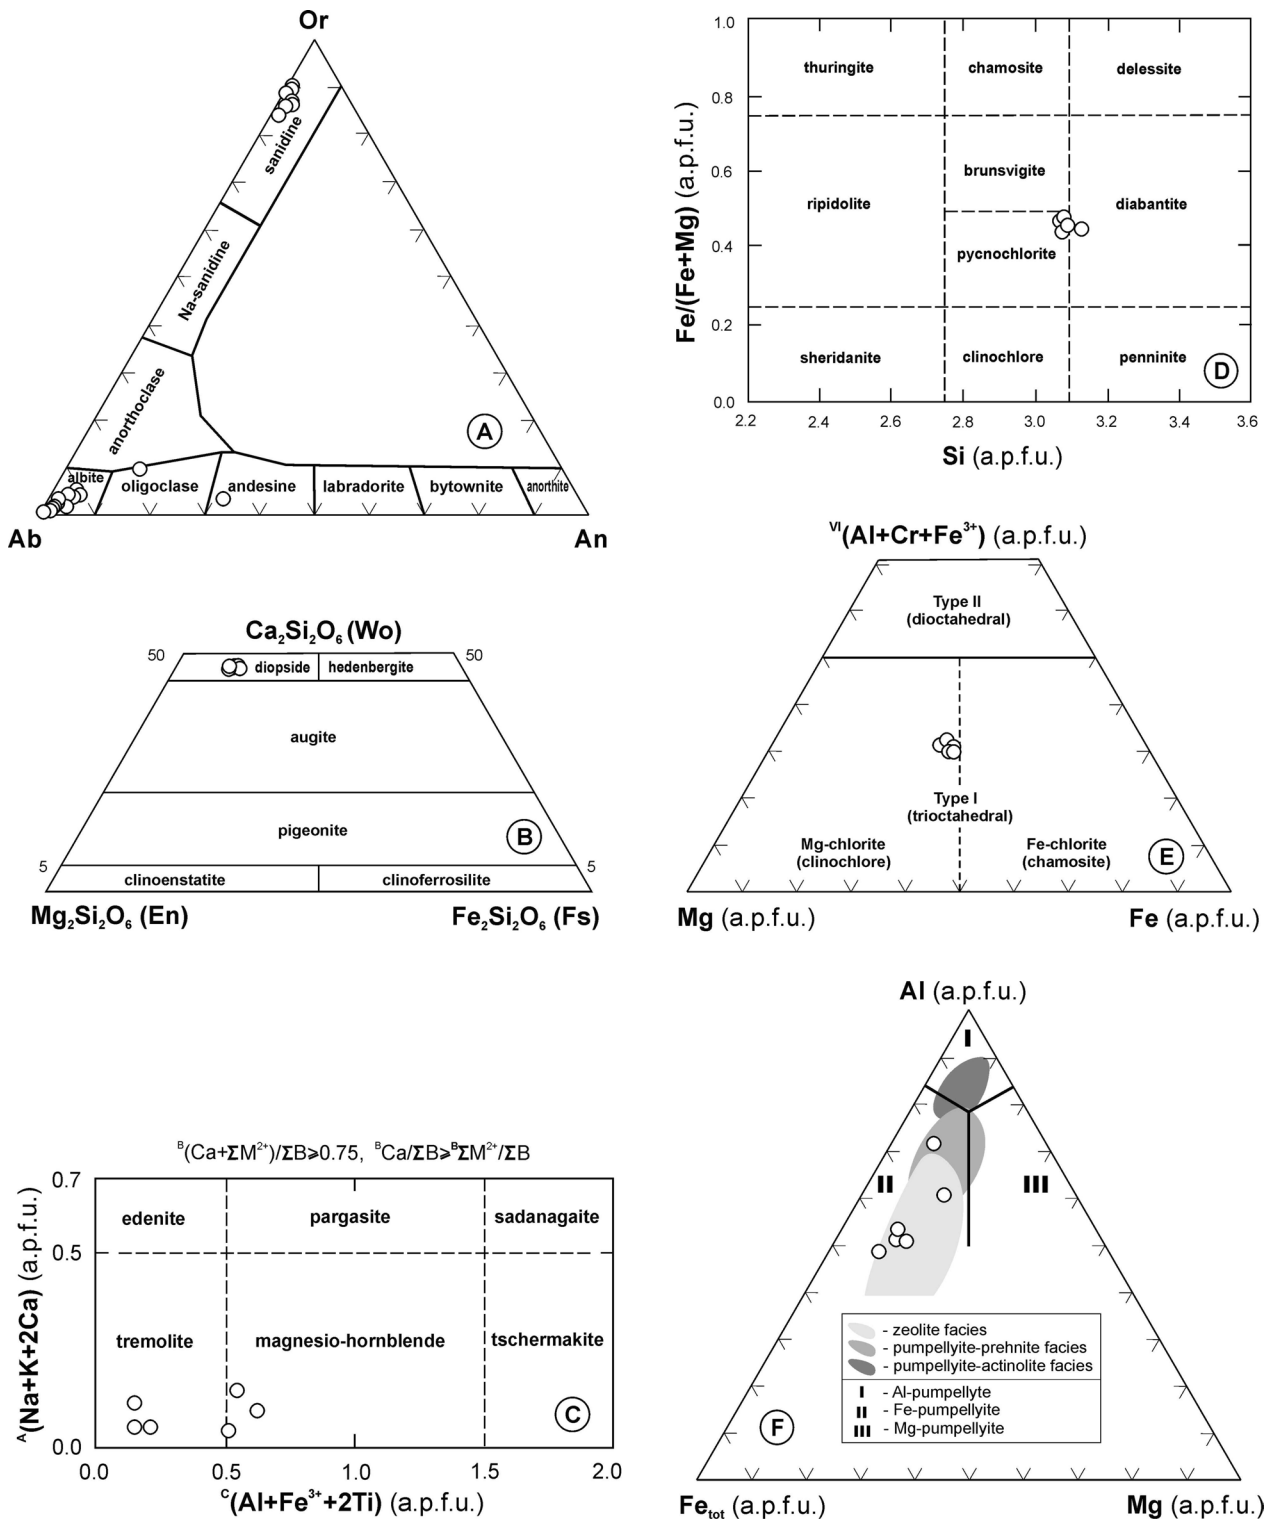 Or
sanidine
Na-sanidine
anorthoclase
A
albite
oligoclase
andesine
labradorite
bytownite
anorthite
Ab
An
Ca₂Si₂O₆ (Wo)
50
50
diopside
hedenbergite
augite
pigeonite
B
5
5
clinoenstatite
clinoferrosilite
Mg₂Si₂O₆ (En)
Fe₂Si₂O₆ (Fs)
ᴮ(Ca+ΣM²⁺)/ΣB⩾0.75, ᴮCa/ΣB⩾ᴮΣM²⁺/ΣB
0.7
edenite
pargasite
sadanagaite
0.5
tremolite
magnesio-hornblende
tschermakite
C
0.0
0.0
0.5
1.0
1.5
2.0
ᴬ(Na+K+2Ca) (a.p.f.u.)
ᶜ(Al+Fe³⁺+2Ti) (a.p.f.u.)
1.0
thuringite
chamosite
delessite
0.8
0.6
brunsvigite
ripidolite
diabantite
0.4
pycnochlorite
0.2
sheridanite
clinochlore
penninite
D
0.0
2.2
2.4
2.6
2.8
3.0
3.2
3.4
3.6
Fe/(Fe+Mg) (a.p.f.u.)
Si (a.p.f.u.)
ⱽᴵ(Al+Cr+Fe³⁺) (a.p.f.u.)
Type II
(dioctahedral)
Type I
(trioctahedral)
Mg-chlorite
(clinochlore)
Fe-chlorite
(chamosite)
E
Mg (a.p.f.u.)
Fe (a.p.f.u.)
Al (a.p.f.u.)
I
II
III
- zeolite facies
- pumpellyite-prehnite facies
- pumpellyite-actinolite facies
I - Al-pumpellyte
II - Fe-pumpellyite
III - Mg-pumpellyite
F
Fe_tot (a.p.f.u.)
Mg (a.p.f.u.)